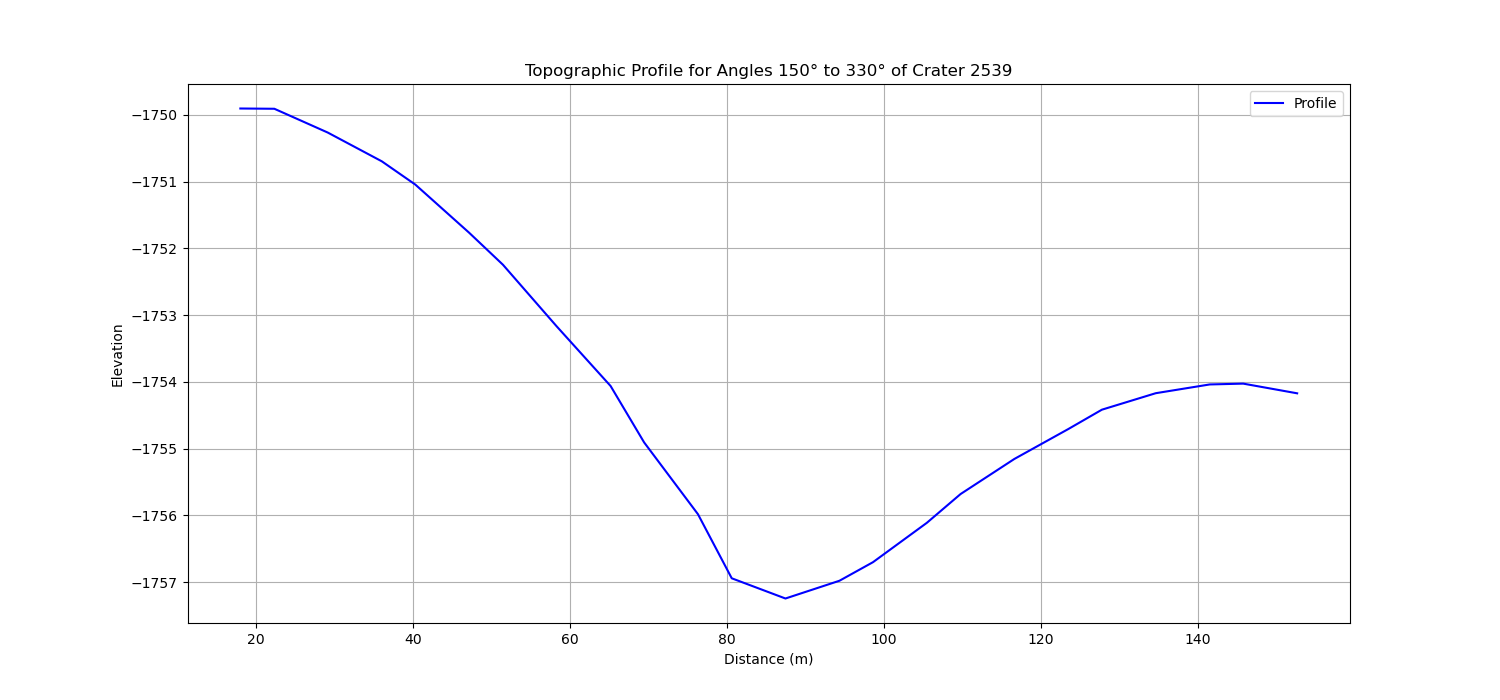 Topographic Profile for Angles 150° to 330° of Crater 2539
Profile
−1750
−1751
−1752
−1753
−1754
−1755
−1756
−1757
Elevation
20 40 60 80 100 120 140
Distance (m)